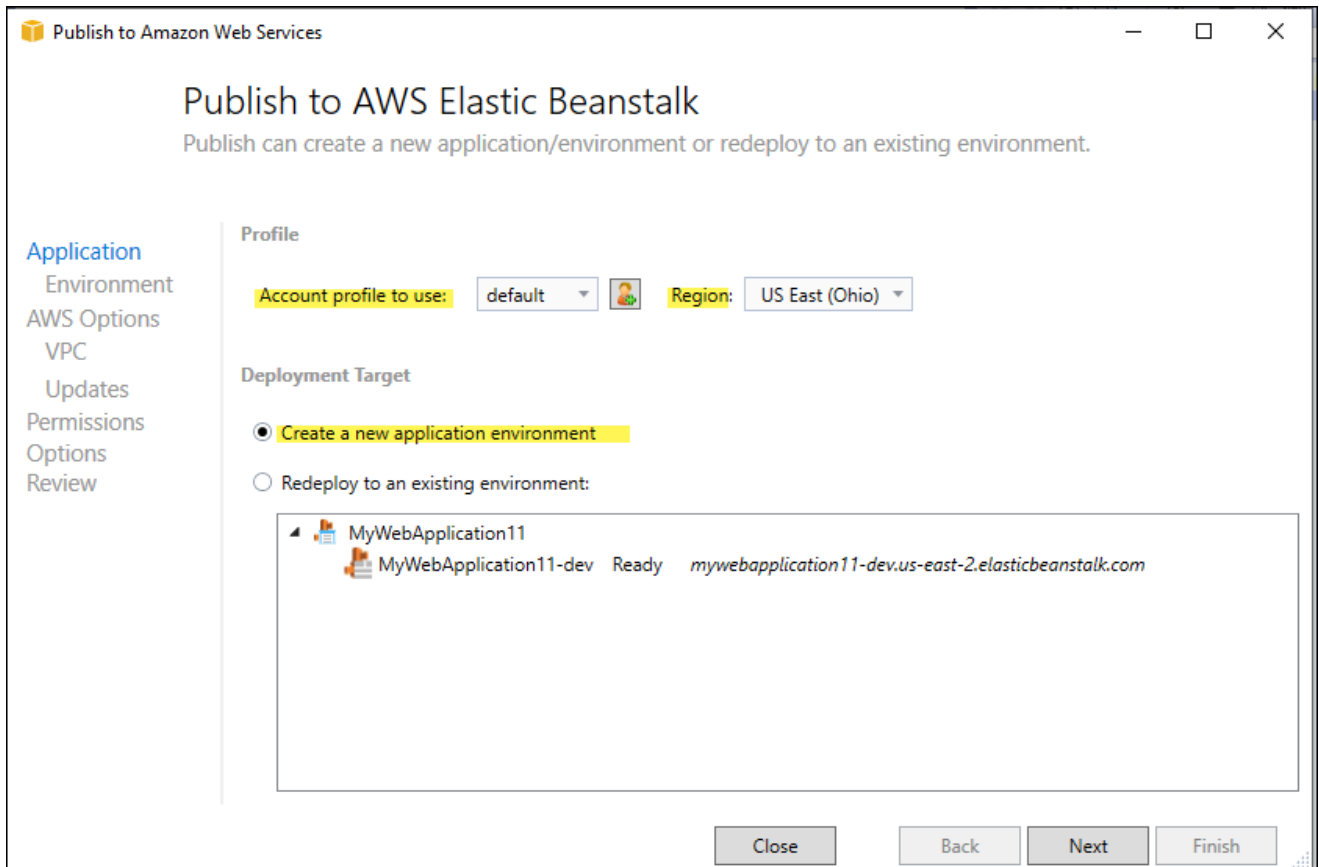 Publish to Amazon Web Services
Publish to AWS Elastic Beanstalk
Publish can create a new application/environment or redeploy to an existing environment.
Application
Environment
AWS Options
VPC
Updates
Permissions
Options
Review
Profile
Account profile to use: default Region: US East (Ohio)
Deployment Target
Create a new application environment
Redeploy to an existing environment:
MyWebApplication11
MyWebApplication11-dev Ready mywebapplication11-dev.us-east-2.elasticbeanstalk.com
Close Back Next Finish